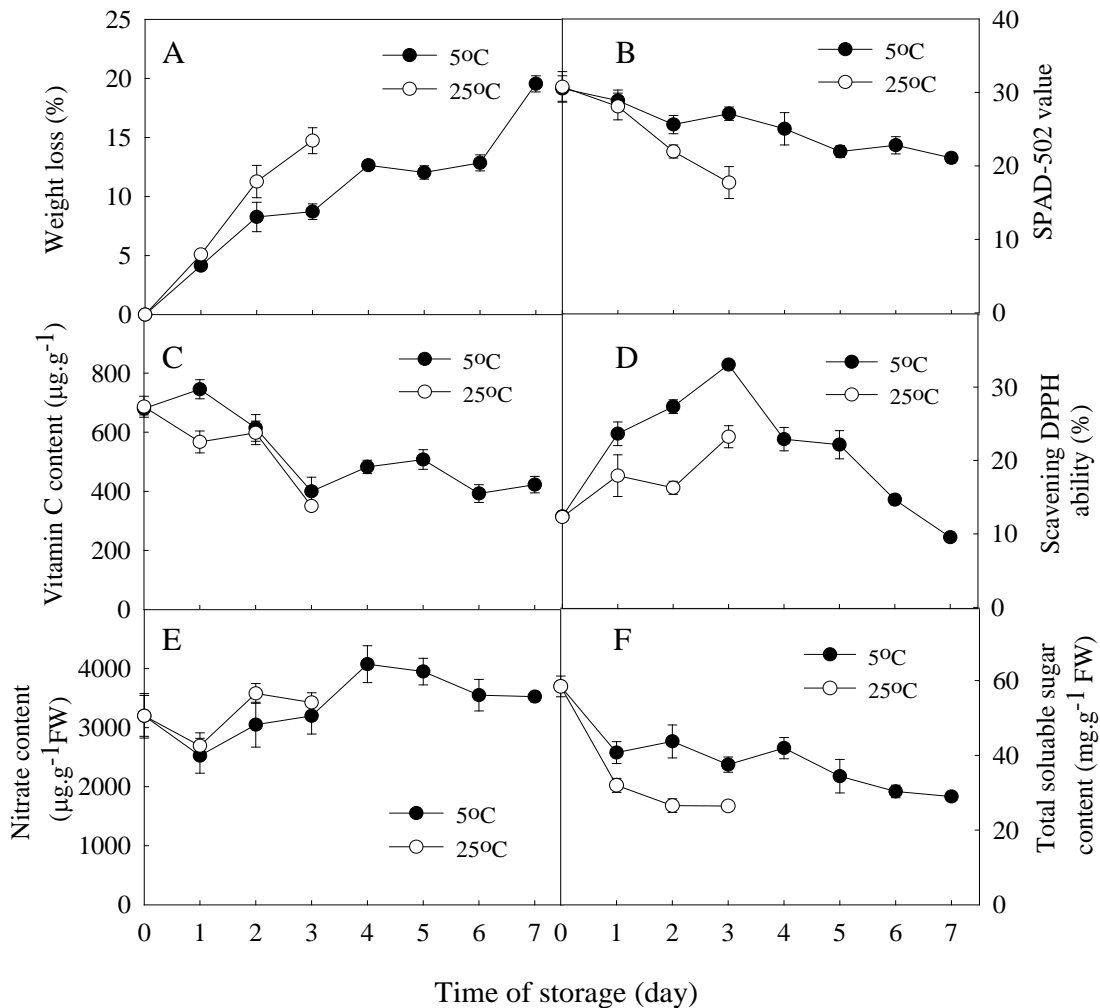 25
20
15
10
5
0
Weight loss (%)
A
5ºC
25ºC
40
30
20
10
0
SPAD-502 value
B
5ºC
25ºC
800
600
400
200
0
Vitamin C content (µg.g⁻¹)
C
5ºC
25ºC
30
20
10
0
Scavening DPPH
ability (%)
D
5ºC
25ºC
4000
3000
2000
1000
0
Nitrate content
(µg.g⁻¹FW)
E
5ºC
25ºC
60
40
20
0
Total soluable sugar
content (mg.g⁻¹ FW)
F
5ºC
25ºC
0 1 2 3 4 5 6 7 0 1 2 3 4 5 6 7
Time of storage (day)